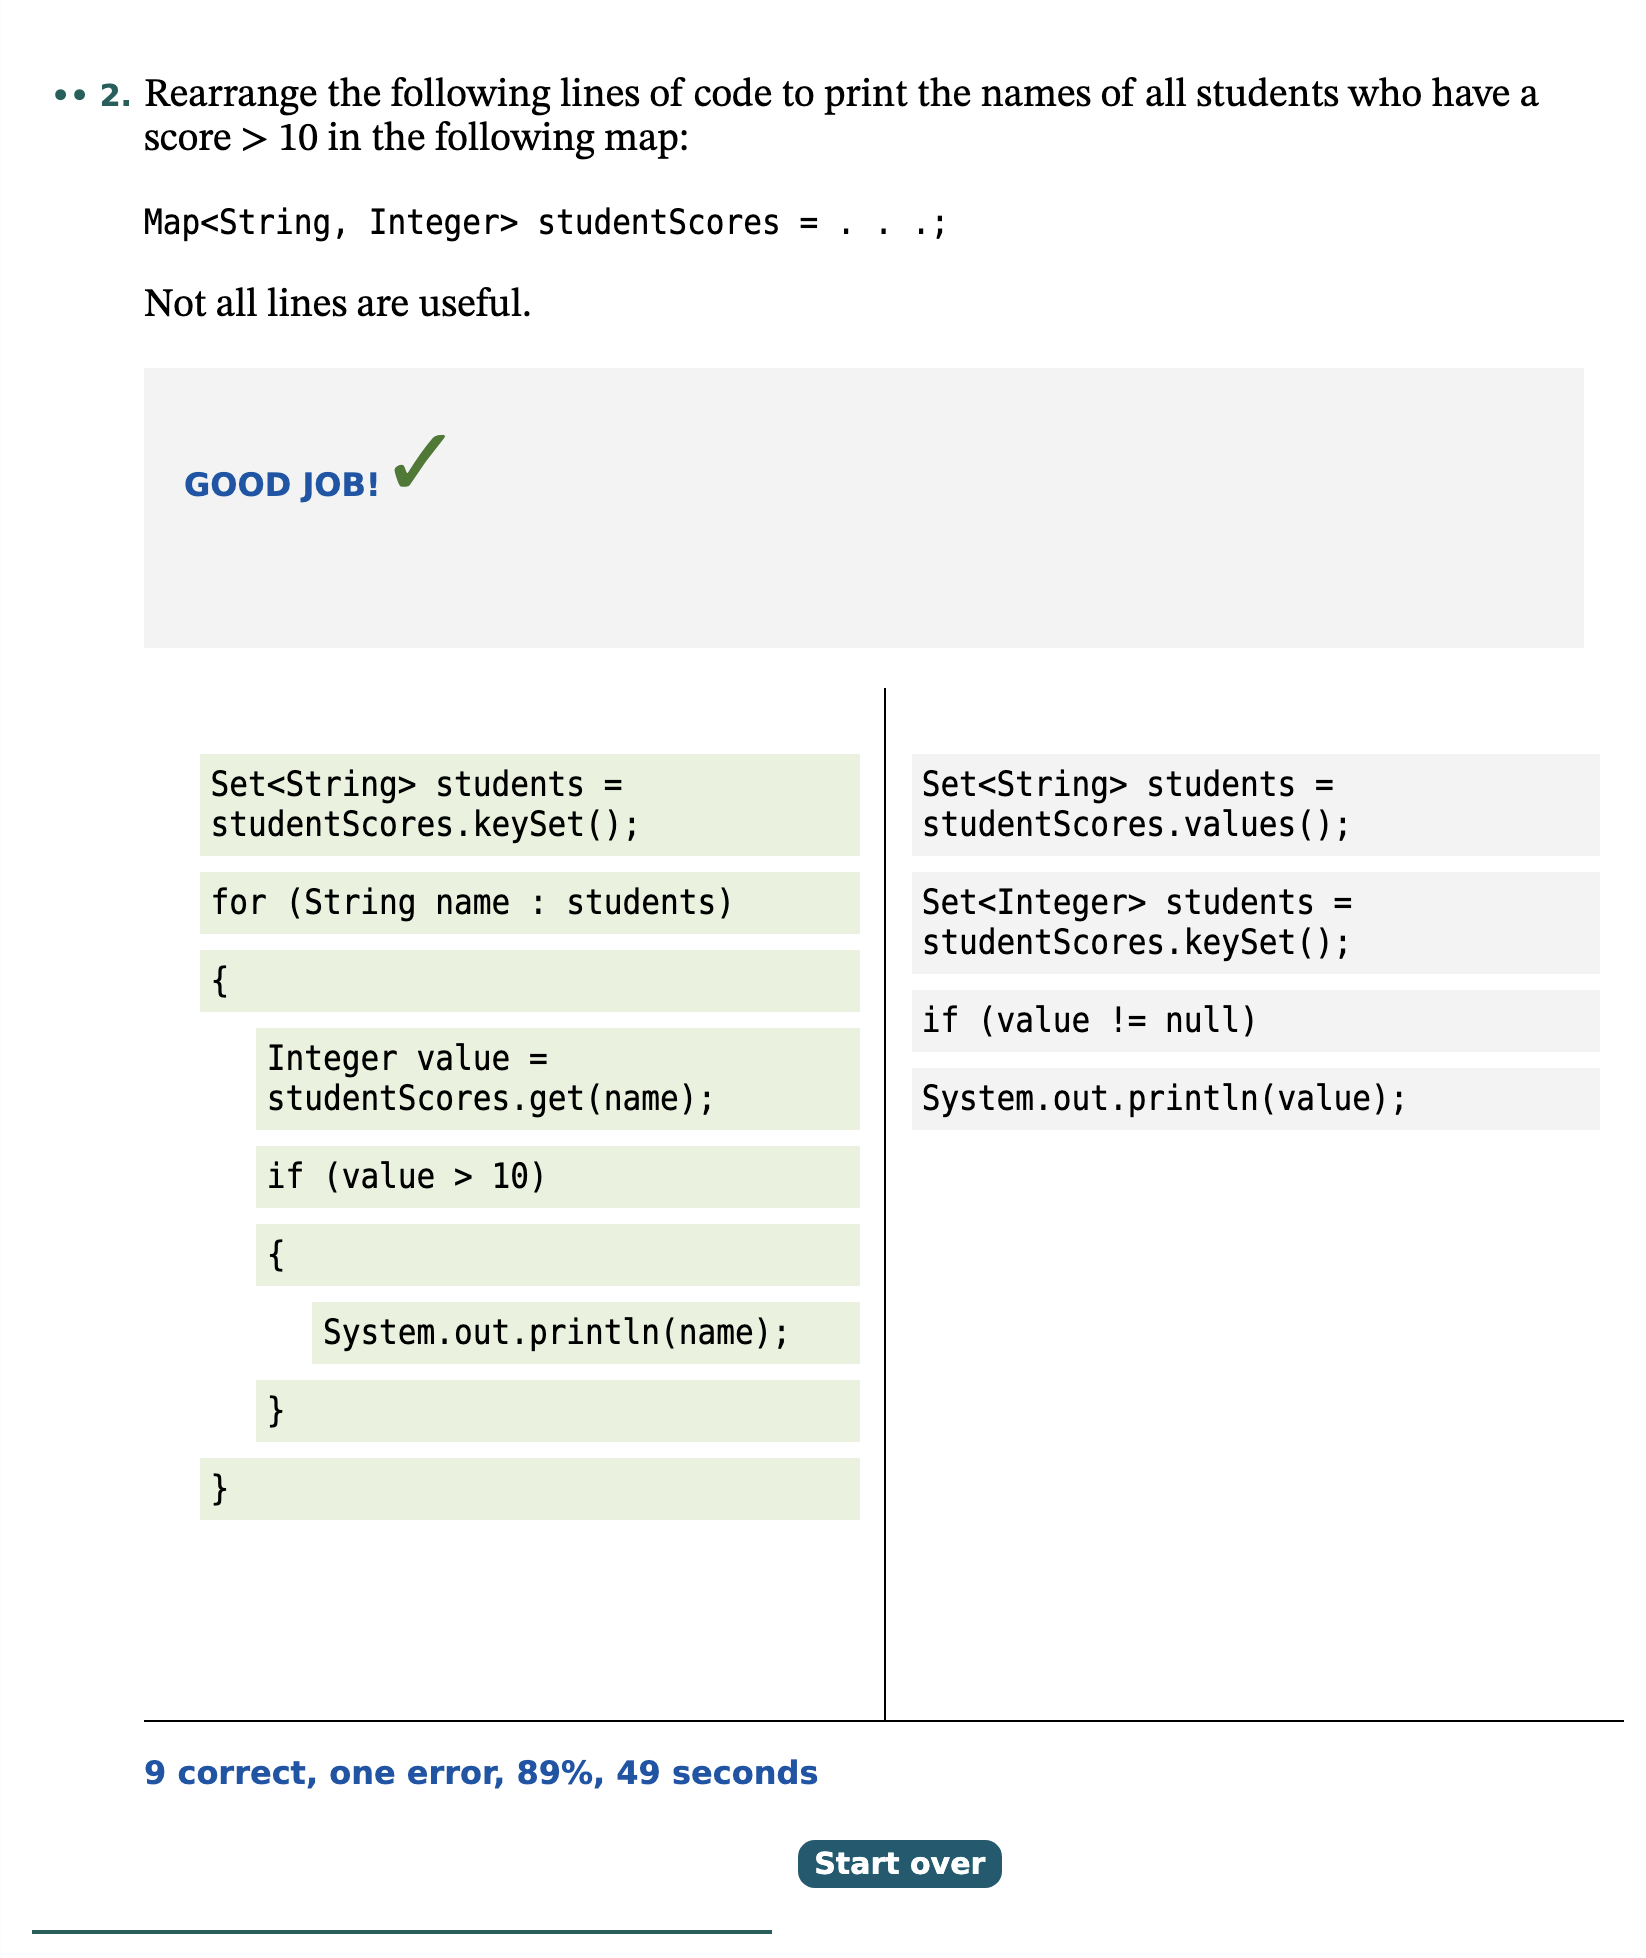 •• 2. Rearrange the following lines of code to print the names of all students who have a
score > 10 in the following map:
Map<String, Integer> studentScores = . . .;
Not all lines are useful.
GOOD JOB! ✓
Set<String> students =
studentScores.keySet();
for (String name : students)
{
Integer value =
studentScores.get(name);
if (value > 10)
{
System.out.println(name);
}
}
Set<String> students =
studentScores.values();
Set<Integer> students =
studentScores.keySet();
if (value != null)
System.out.println(value);
9 correct, one error, 89%, 49 seconds
Start over